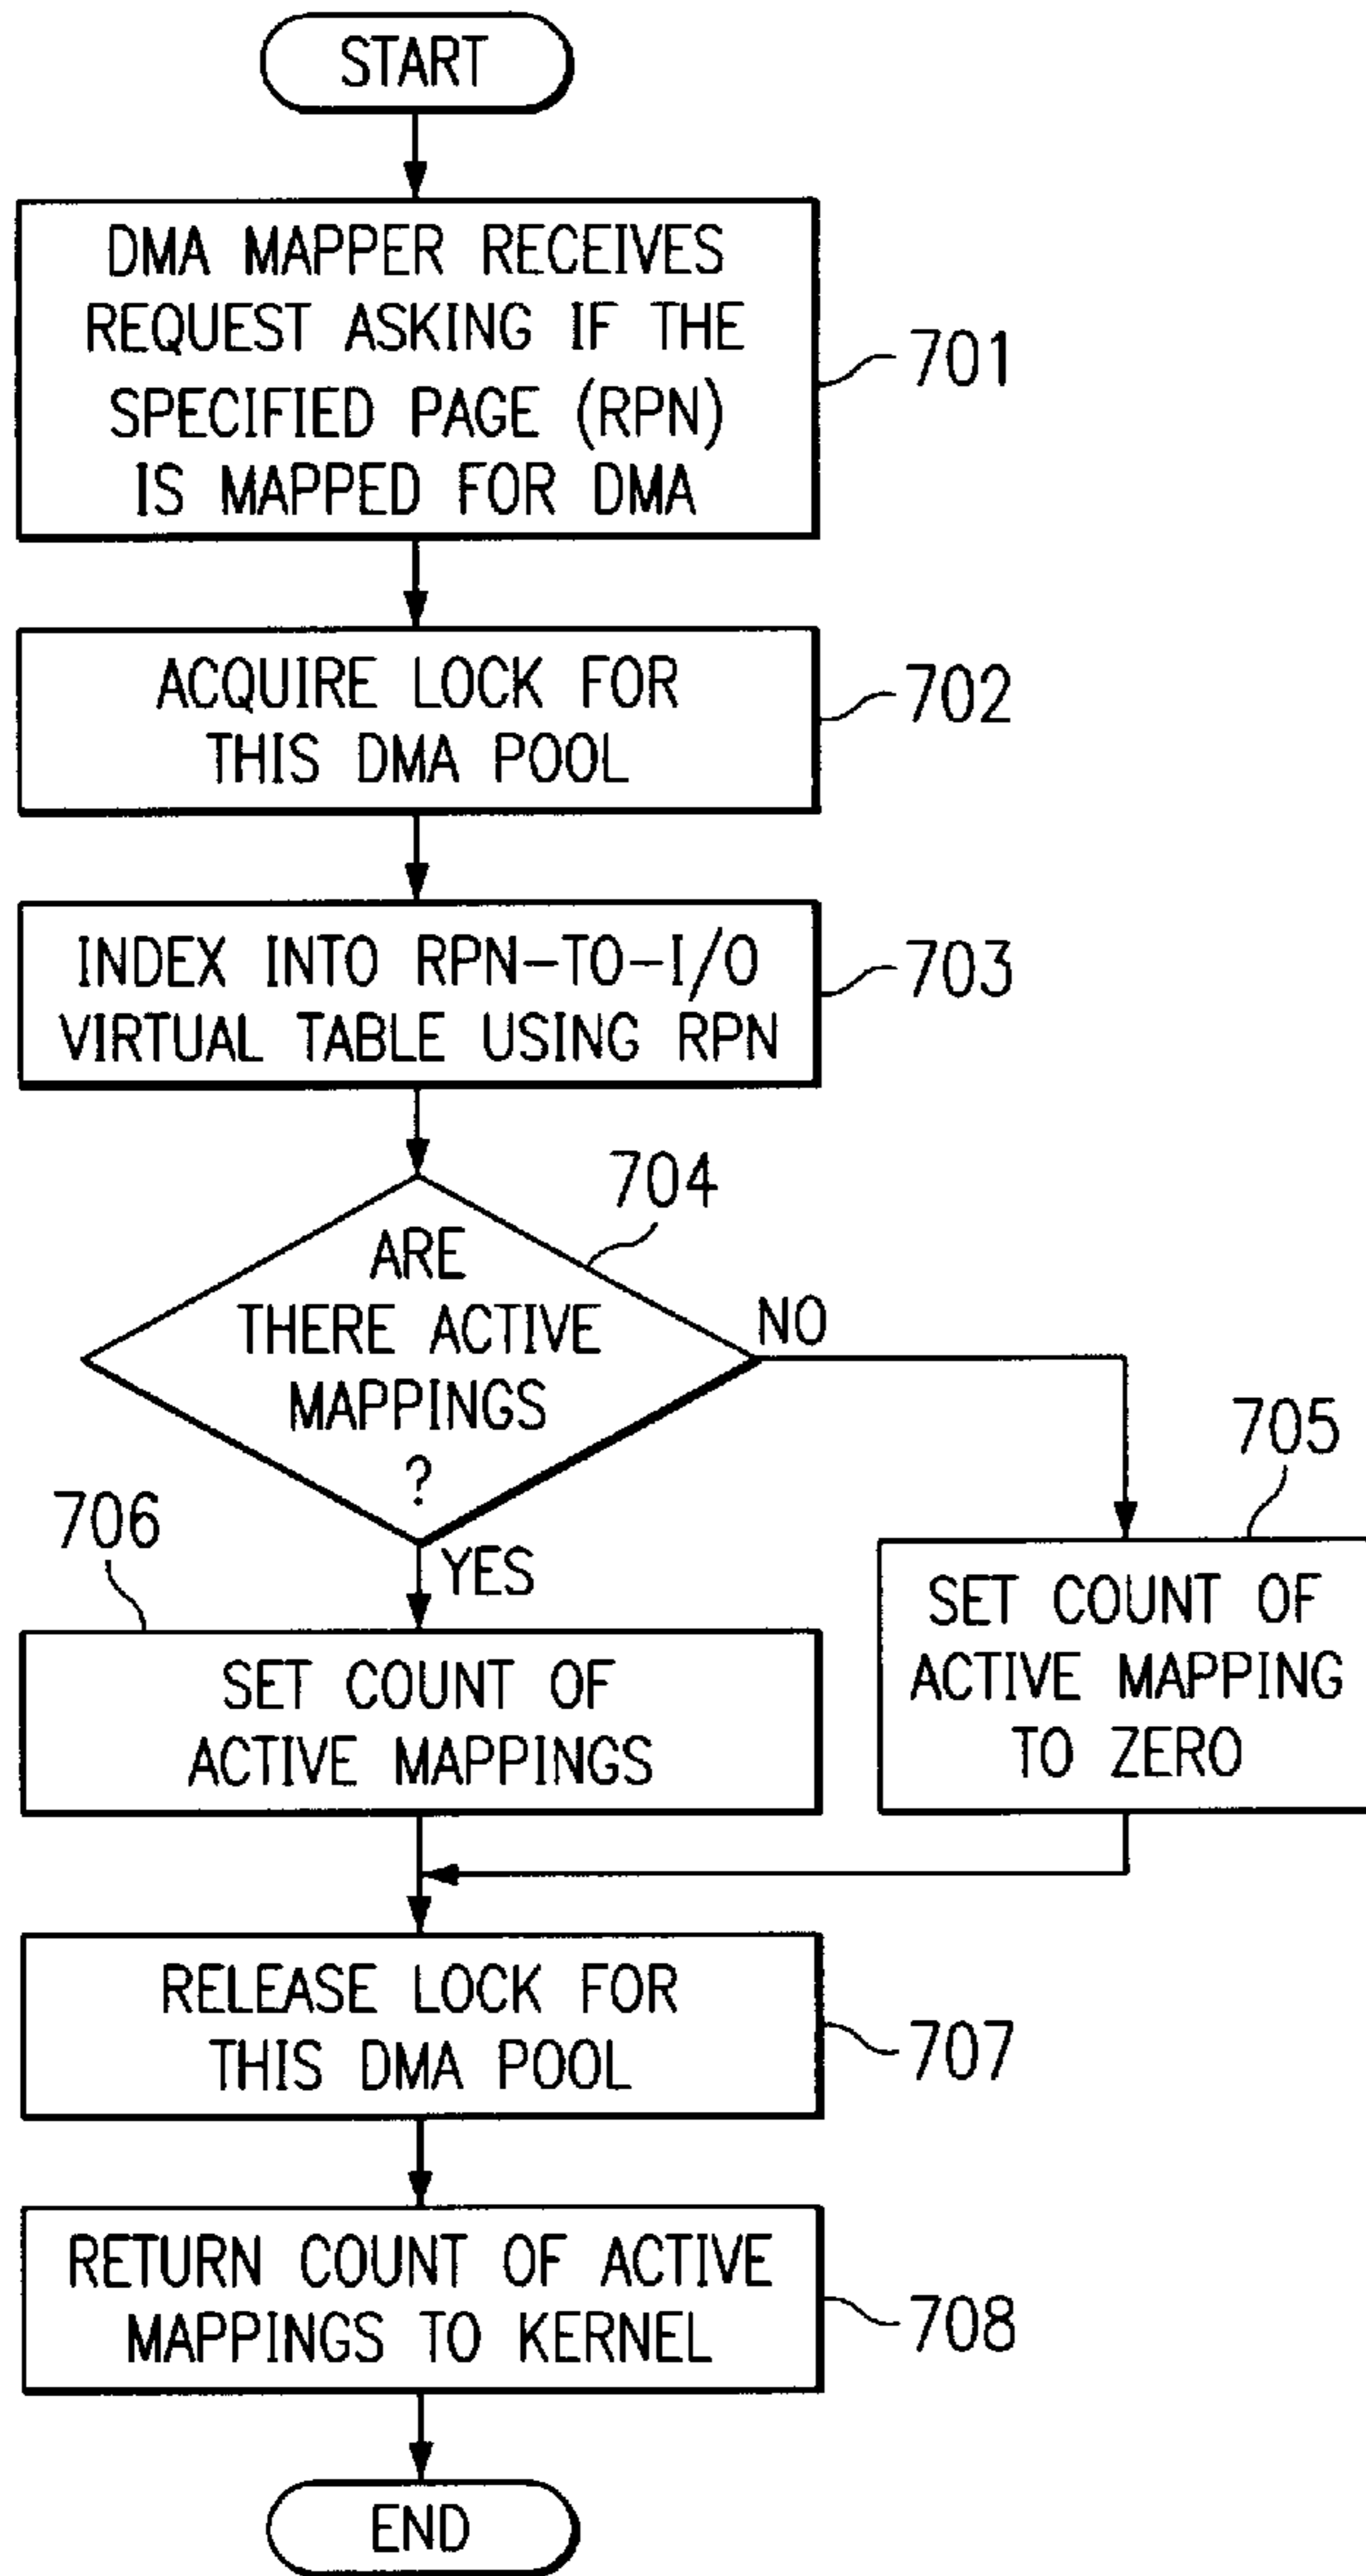 START
DMA MAPPER RECEIVES
REQUEST ASKING IF THE
SPECIFIED PAGE (RPN)
IS MAPPED FOR DMA
701
ACQUIRE LOCK FOR
THIS DMA POOL
702
INDEX INTO RPN-TO-I/O
VIRTUAL TABLE USING RPN
703
704
ARE
THERE ACTIVE
MAPPINGS
?
NO
YES
705
SET COUNT OF
ACTIVE MAPPING
TO ZERO
706
SET COUNT OF
ACTIVE MAPPINGS
RELEASE LOCK FOR
THIS DMA POOL
707
RETURN COUNT OF ACTIVE
MAPPINGS TO KERNEL
708
END